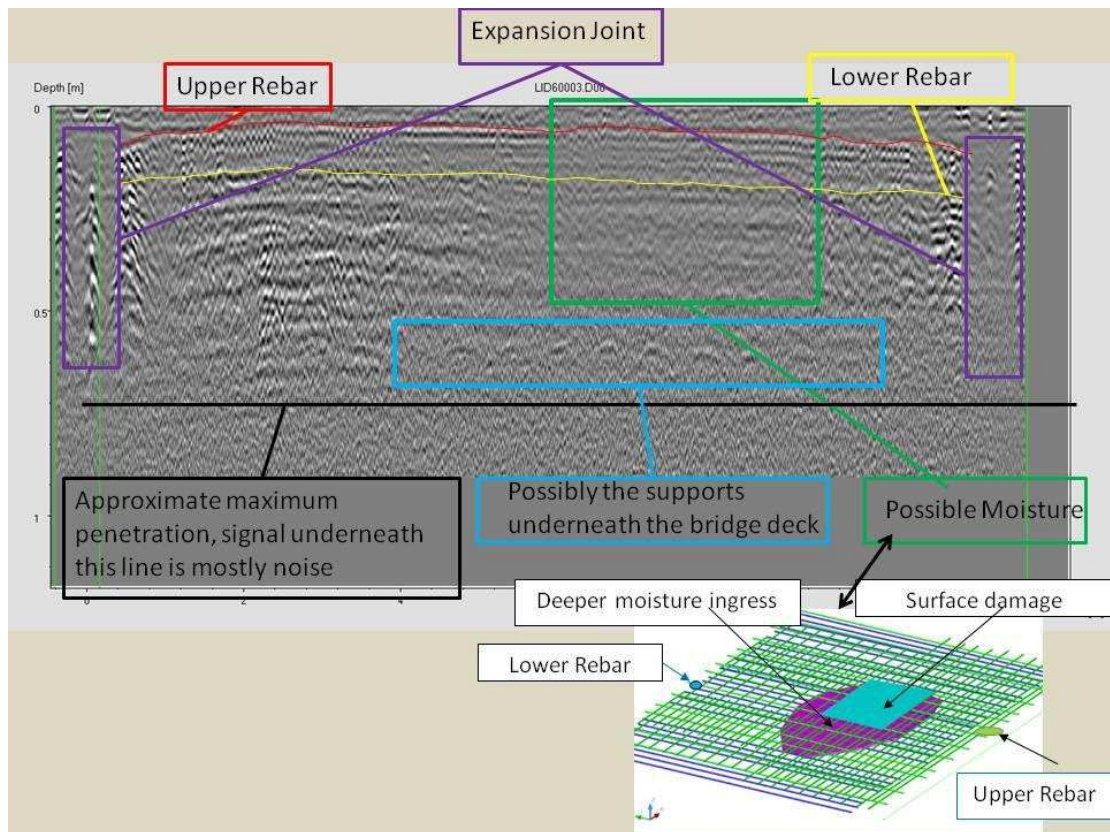 Expansion Joint
Upper Rebar
Lower Rebar
Depth [m]
LID60003.D00
0
0.5
1
Approximate maximum
penetration, signal underneath
this line is mostly noise
Possibly the supports
underneath the bridge deck
Possible Moisture
0
2
4
Deeper moisture ingress
Surface damage
Lower Rebar
Upper Rebar